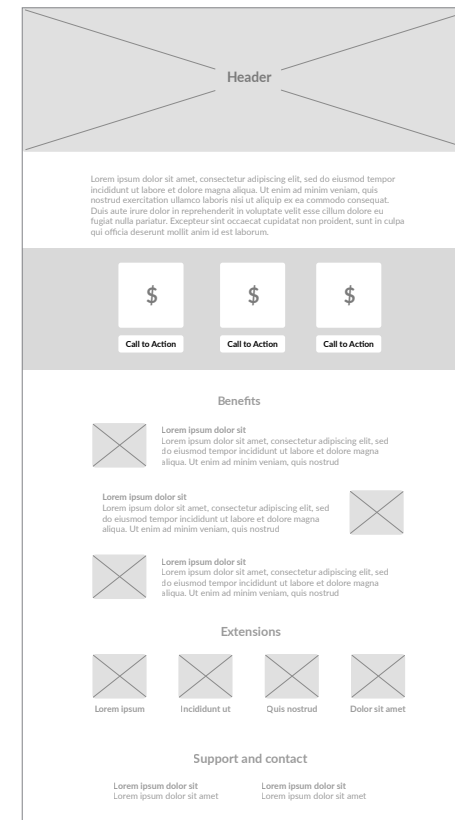 Header
Lorem ipsum dolor sit amet, consectetur adipiscing elit, sed do eiusmod tempor
incididunt ut labore et dolore magna aliqua. Ut enim ad minim veniam, quis
nostrud exercitation ullamco laboris nisi ut aliquip ex ea commodo consequat.
Duis aute irure dolor in reprehenderit in voluptate velit esse cillum dolore eu
fugiat nulla pariatur. Excepteur sint occaecat cupidatat non proident, sunt in culpa
qui officia deserunt mollit anim id est laborum.
$ $ $
Call to Action Call to Action Call to Action
Benefits
Lorem ipsum dolor sit
Lorem ipsum dolor sit amet, consectetur adipiscing elit, sed
do eiusmod tempor incididunt ut labore et dolore magna
aliqua. Ut enim ad minim veniam, quis nostrud
Lorem ipsum dolor sit
Lorem ipsum dolor sit amet, consectetur adipiscing elit, sed
do eiusmod tempor incididunt ut labore et dolore magna
aliqua. Ut enim ad minim veniam, quis nostrud
Lorem ipsum dolor sit
Lorem ipsum dolor sit amet, consectetur adipiscing elit, sed
do eiusmod tempor incididunt ut labore et dolore magna
aliqua. Ut enim ad minim veniam, quis nostrud
Extensions
Lorem ipsum Incididunt ut Quis nostrud Dolor sit amet
Support and contact
Lorem ipsum dolor sit Lorem ipsum dolor sit
Lorem ipsum dolor sit amet Lorem ipsum dolor sit amet